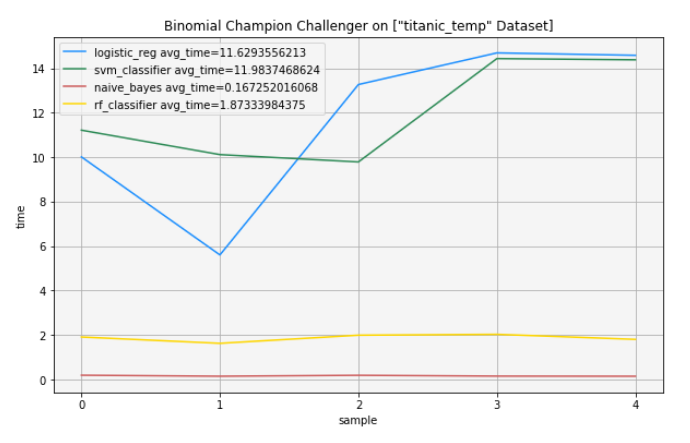 Binomial Champion Challenger on ["titanic_temp" Dataset]
logistic_reg avg_time=11.6293556213
svm_classifier avg_time=11.9837468624
naive_bayes avg_time=0.167252016068
rf_classifier avg_time=1.87333984375
14
12
10
8
6
4
2
0
time
0 1 2 3 4
sample